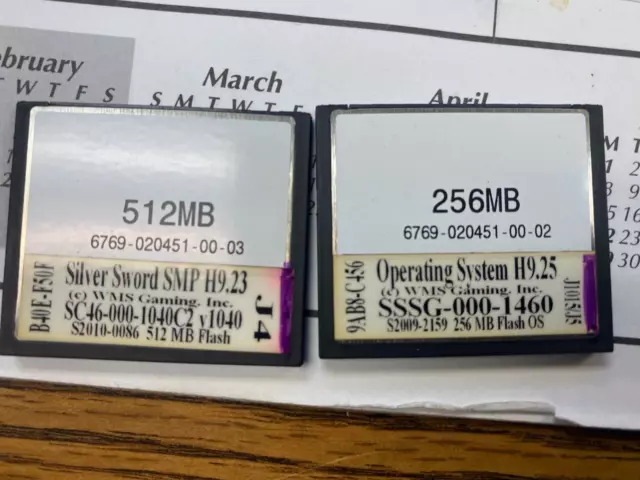 bruary
T W T F S
March
S M T W T F
April
M T
512MB
6769-020451-00-03
B40E-F50F
Silver Sword SMP H9.23
(c) WMS Gaming, Inc.
SC46-000-1040C2 v1040
S2010-0086 512 MB Flash
J4
256MB
6769-020451-00-02
9AB8-C456
Operating System H9.25
(c) WMS Gaming, Inc.
SSSG-000-1460
S2009-2159 256 MB Flash OS